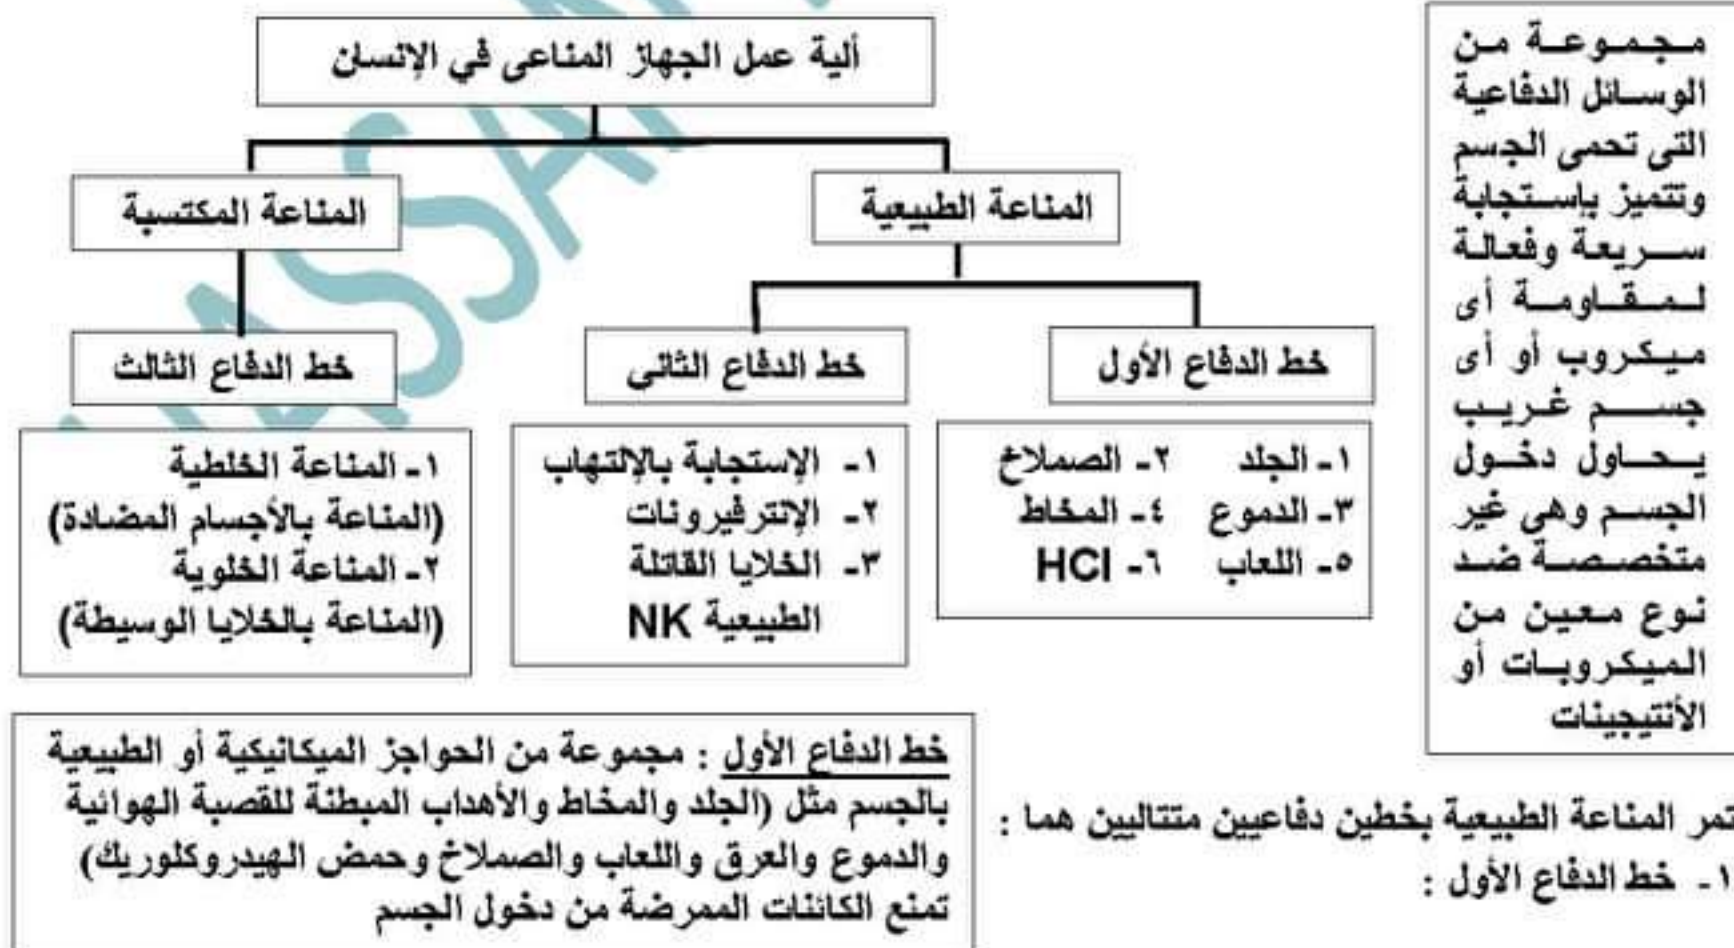 ألية عمل الجهاز المناعى في الإنسان
مجموعة من
الوسائل الدفاعية
التى تحمى الجسم
وتتميز بإستجابة
سريعة وفعالة
لمقاومة أى
ميكروب أو أى
جسم غريب
يحاول دخول
الجسم وهى غير
متخصصة ضد
نوع معين من
الميكروبات أو
الأنتيجينات
المناعة الطبيعية
المناعة المكتسبة
خط الدفاع الأول
خط الدفاع الثانى
خط الدفاع الثالث
١- الجلد ٢- الصملاخ
٣- الدموع ٤- المخاط
٥- اللعاب ٦- HCl
١- الإستجابة بالإلتهاب
٢- الإنترفيرونات
٣- الخلايا القاتلة
الطبيعية NK
١- المناعة الخلطية
(المناعة بالأجسام المضادة)
٢- المناعة الخلوية
(المناعة بالخلايا الوسيطة)
تمر المناعة الطبيعية بخطين دفاعيين متتاليين هما :
١- خط الدفاع الأول :
خط الدفاع الأول : مجموعة من الحواجز الميكانيكية أو الطبيعية
بالجسم مثل (الجلد والمخاط والأهداب المبطنة للقصبة الهوائية
والدموع والعرق واللعاب والصملاخ وحمض الهيدروكلوريك)
تمنع الكائنات الممرضة من دخول الجسم